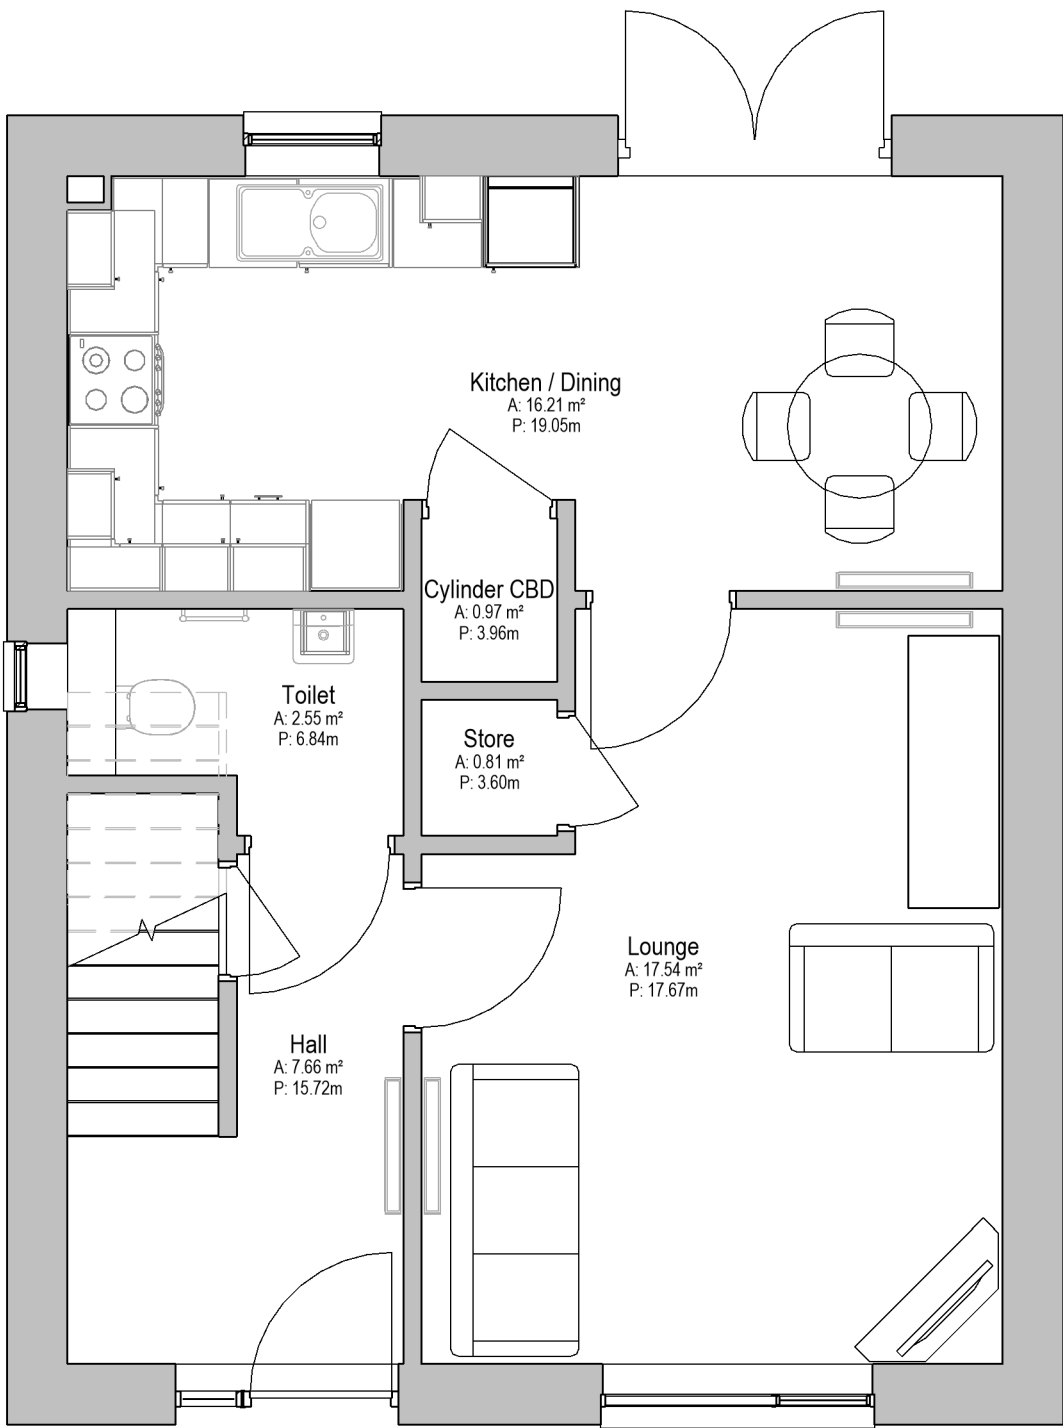 Kitchen / Dining
A: 16.21 m²
P: 19.05m
Cylinder CBD
A: 0.97 m²
P: 3.96m
Toilet
A: 2.55 m²
P: 6.84m
Store
A: 0.81 m²
P: 3.60m
Lounge
A: 17.54 m²
P: 17.67m
Hall
A: 7.66 m²
P: 15.72m